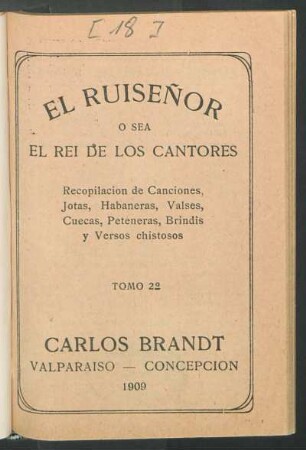 [18]
EL RUISEÑOR
O SEA
EL REI DE LOS CANTORES
Recopilacion de Canciones,
Jotas, Habaneras, Valses,
Cuecas, Peteneras, Brindis
y Versos chistosos
TOMO 22
CARLOS BRANDT
VALPARAISO — CONCEPCION
1909